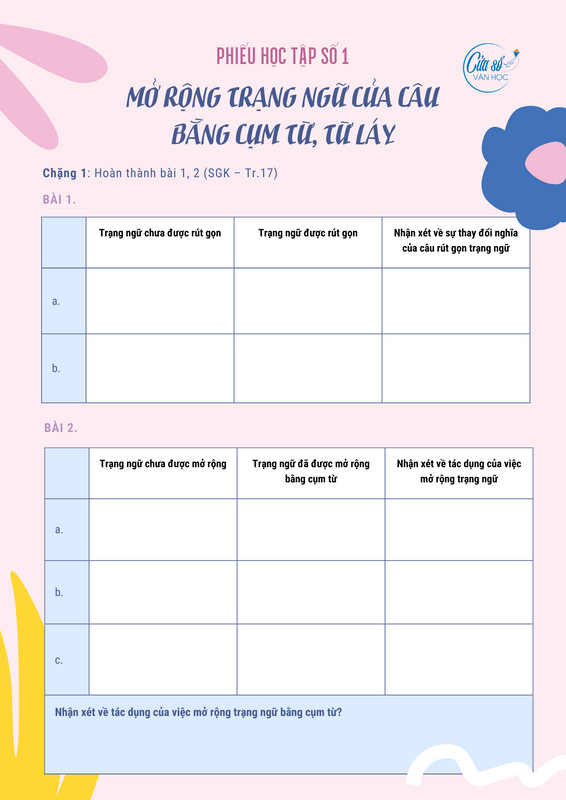 PHIẾU HỌC TẬP SỐ 1
Cửa sổ
VĂN HỌC
MỞ RỘNG TRẠNG NGỮ CỦA CÂU
BẰNG CỤM TỪ, TỪ LÁY
Chặng 1: Hoàn thành bài 1, 2 (SGK – Tr.17)
BÀI 1.
Trạng ngữ chưa được rút gọn
Trạng ngữ được rút gọn
Nhận xét về sự thay đổi nghĩa
của câu rút gọn trạng ngữ
a.
b.
BÀI 2.
Trạng ngữ chưa được mở rộng
Trạng ngữ đã được mở rộng
bằng cụm từ
Nhận xét về tác dụng của việc
mở rộng trạng ngữ
a.
b.
c.
Nhận xét về tác dụng của việc mở rộng trạng ngữ bằng cụm từ?